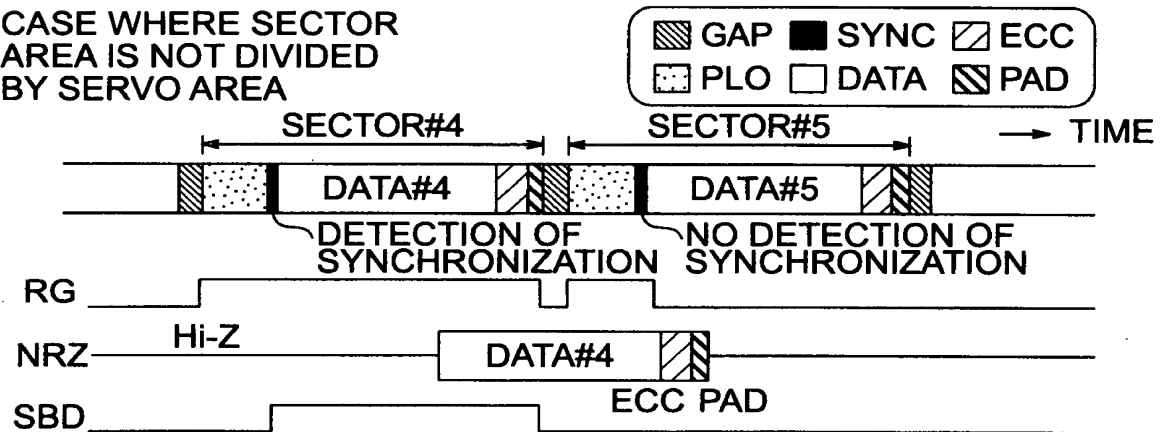 CASE WHERE SECTOR
AREA IS NOT DIVIDED
BY SERVO AREA
GAP SYNC ECC
PLO DATA PAD
SECTOR#4 SECTOR#5 TIME
DATA#4 DATA#5
DETECTION OF NO DETECTION OF
SYNCHRONIZATION SYNCHRONIZATION
RG
Hi-Z
NRZ DATA#4
ECC PAD
SBD